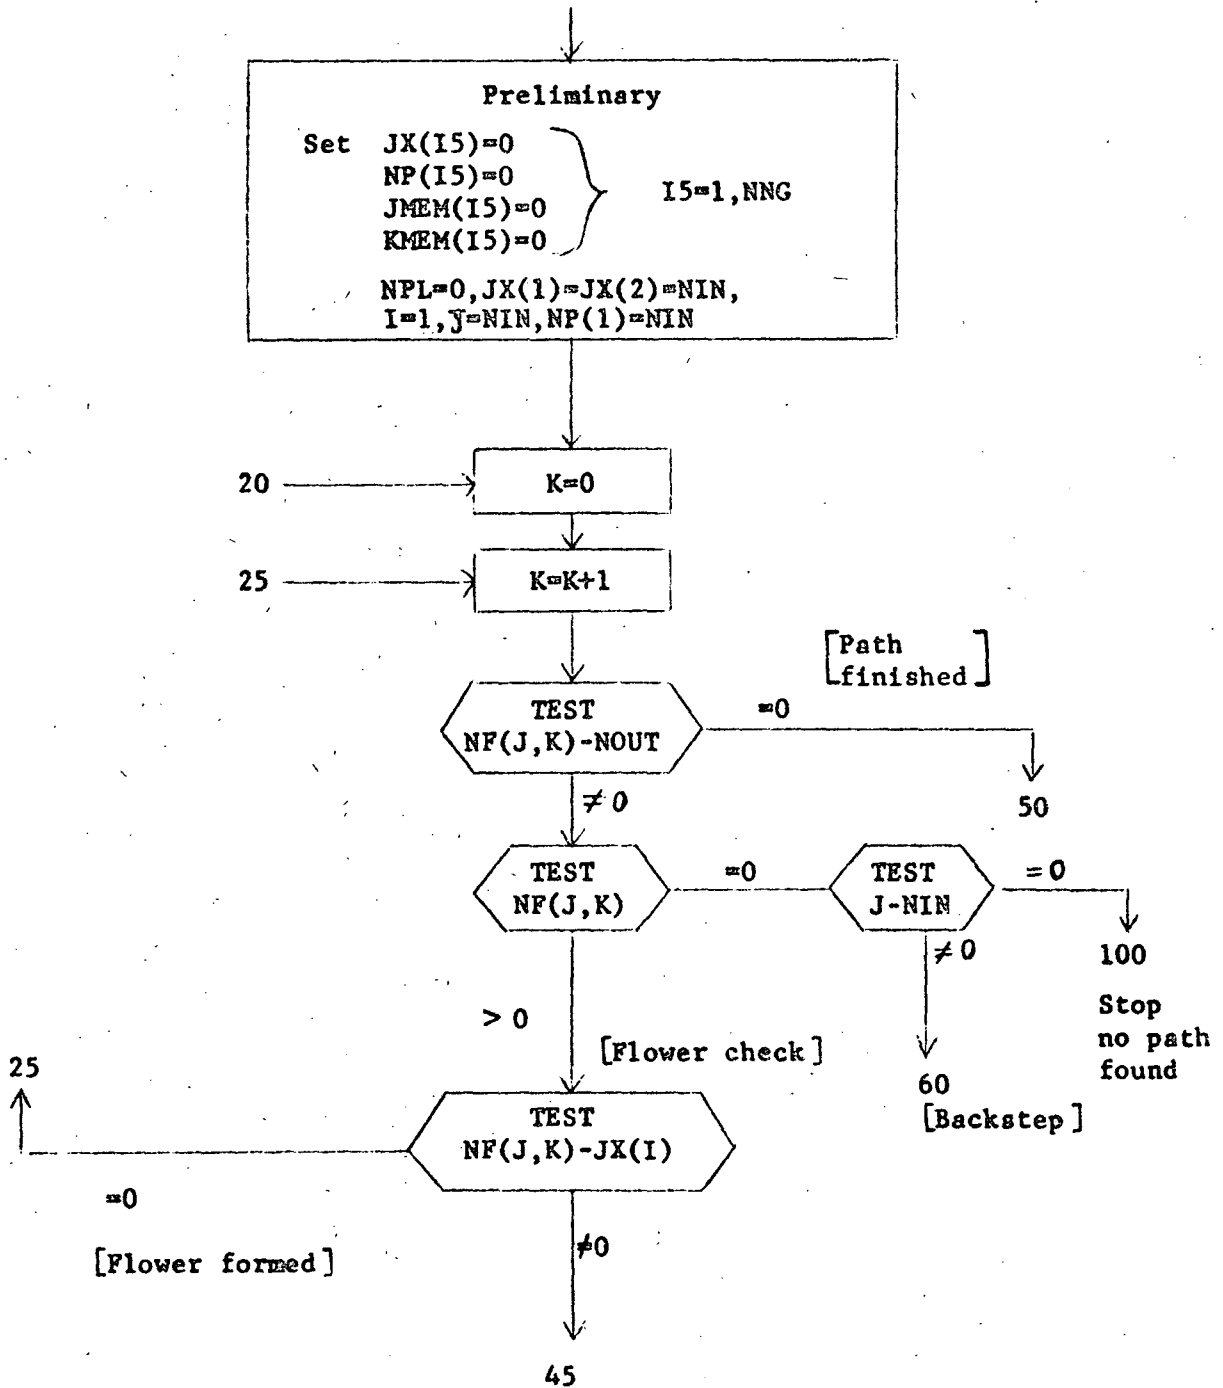 Preliminary
Set JX(I5)=0
NP(I5)=0
JMEM(I5)=0
KMEM(I5)=0
I5=1,NNG
NPL=0,JX(1)=JX(2)=NIN,
I=1,J=NIN,NP(1)=NIN
20
K=0
25
K=K+1
[Path
finished]
TEST
NF(J,K)-NOUT
=0
50
≠0
TEST
NF(J,K)
=0
TEST
J-NIN
=0
100
Stop
no path
found
≠0
60
[Backstep]
>0
[Flower check]
25
TEST
NF(J,K)-JX(I)
=0
[Flower formed]
≠0
45